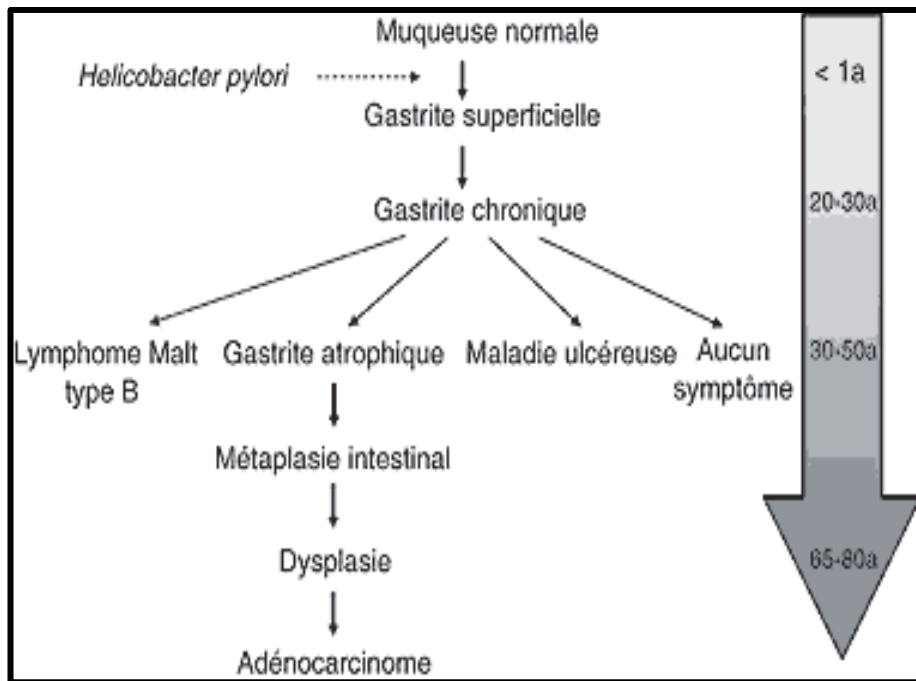 Muqueuse normale
Helicobacter pylori
< 1a
Gastrite superficielle
Gastrite chronique
20-30a
Lymphome Malt
type B
Gastrite atrophique
Maladie ulcéreuse
Aucun
symptôme
30-50a
Métaplasie intestinal
Dysplasie
65-80a
Adénocarcinome